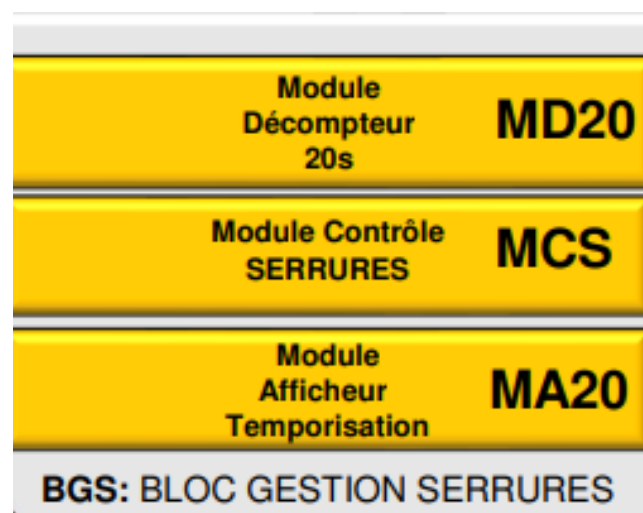 Module
Décompteur
20s
MD20
Module Contrôle
SERRURES
MCS
Module
Afficheur
Temporisation
MA20
BGS: BLOC GESTION SERRURES